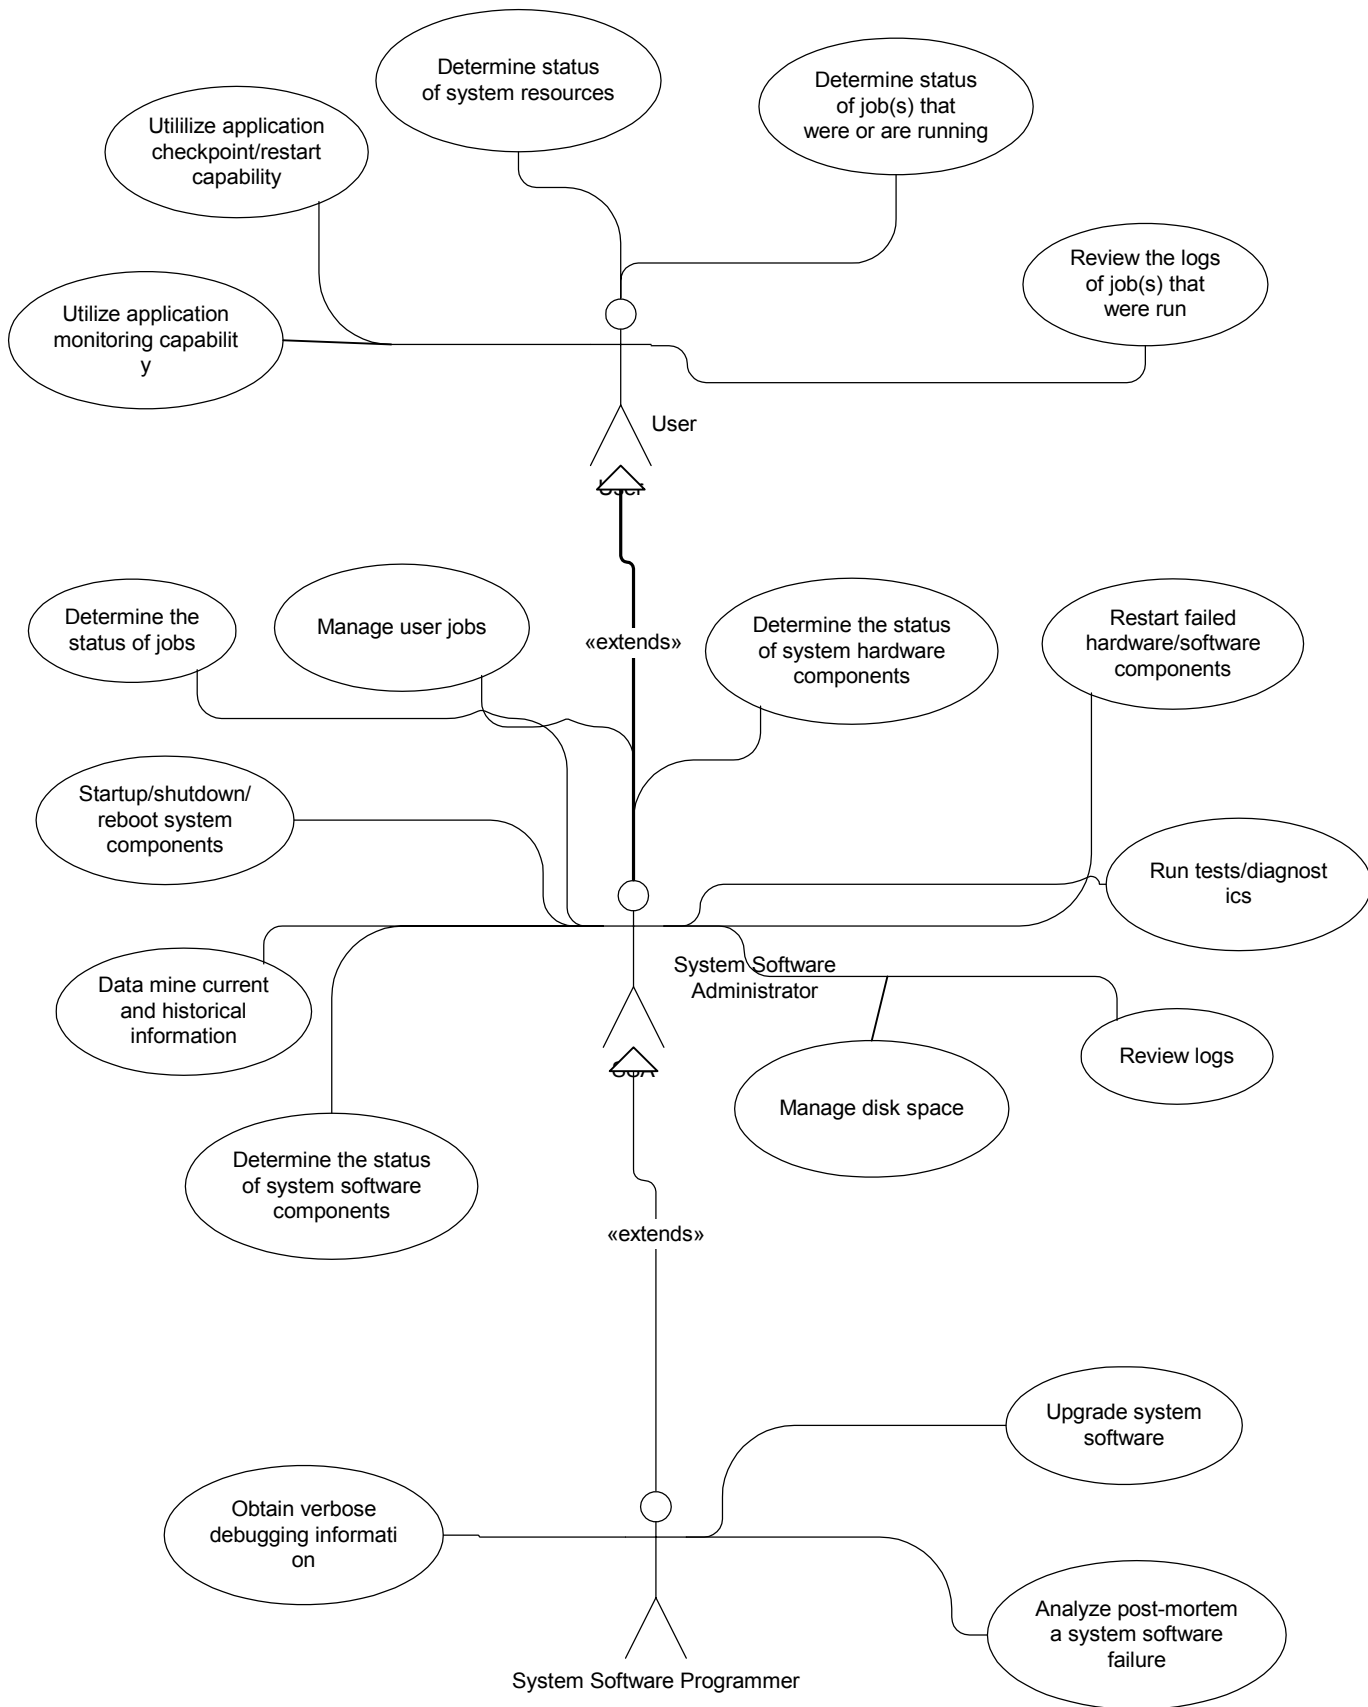 Determine status
of system resources
Determine status
of job(s) that
were or are running
Utililize application
checkpoint/restart
capability
Review the logs
of job(s) that
were run
Utilize application
monitoring capabilit
y
User
User
Determine the
status of jobs
Manage user jobs
«extends»
Determine the status
of system hardware
components
Restart failed
hardware/software
components
Startup/shutdown/
reboot system
components
Run tests/diagnost
ics
System Software
Administrator
Data mine current
and historical
information
Review logs
SSA
Manage disk space
Determine the status
of system software
components
«extends»
Upgrade system
software
Obtain verbose
debugging informati
on
Analyze post-mortem
a system software
failure
System Software Programmer